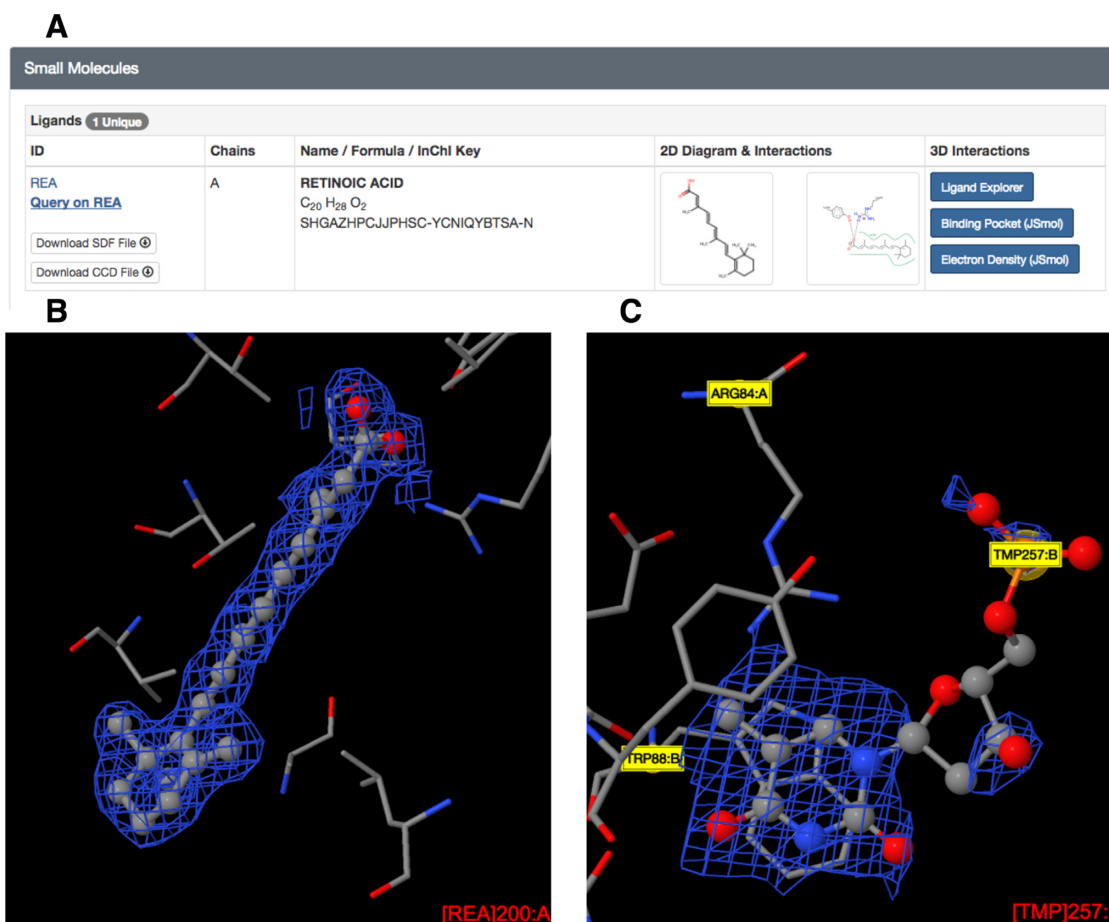 A
Small Molecules
Ligands 1 Unique
ID Chains Name / Formula / InChI Key 2D Diagram & Interactions 3D Interactions
REA A RETINOIC ACID Ligand Explorer
Query on REA C20 H28 O2
SHGAZHPCJJPHSC-YCNIQYBTSA-N Binding Pocket (JSmol)
Download SDF File
Download CCD File Electron Density (JSmol)
B C
ARG84:A
TMP257:B
TRP88:B
[REA]200:A [TMP]257: